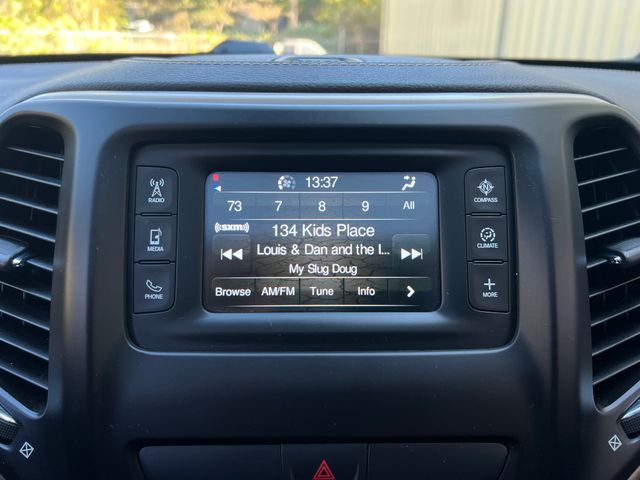 13:37
73 7 8 9 All
((sxm)) 134 Kids Place
Louis & Dan and the I...
My Slug Doug
Browse AM/FM Tune Info
RADIO
MEDIA
PHONE
COMPASS
CLIMATE
MORE